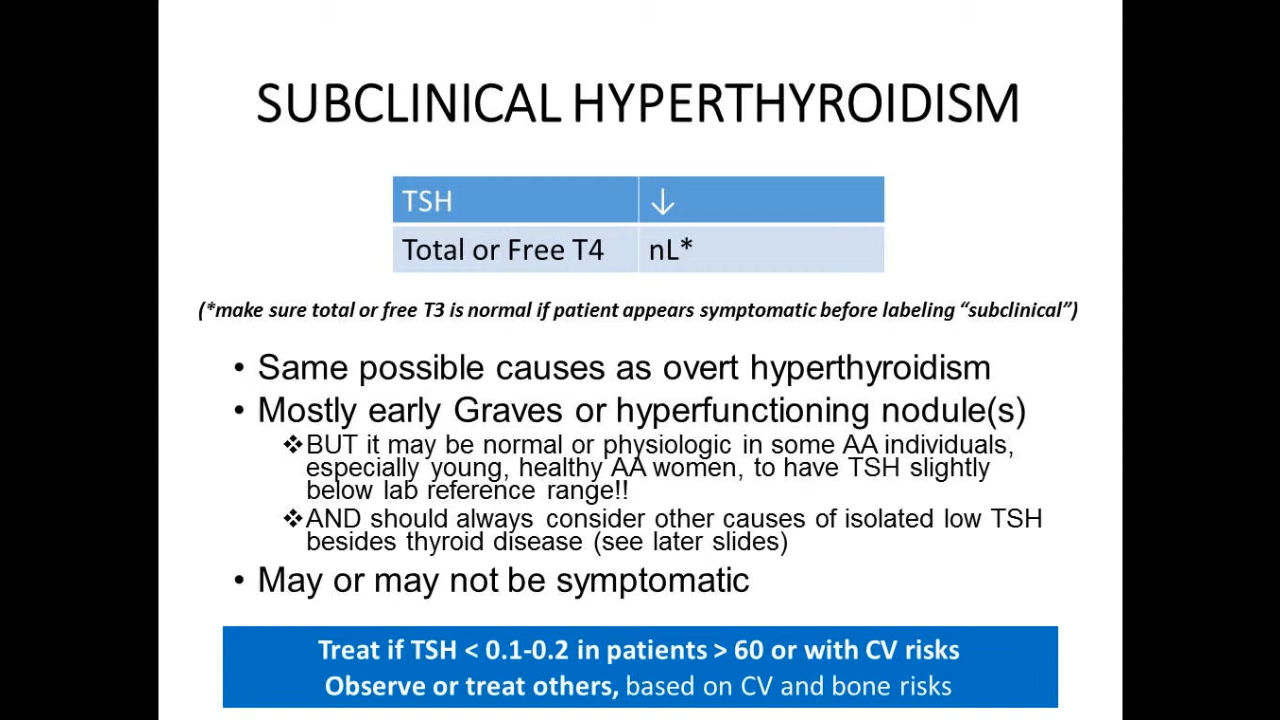 SUBCLINICAL HYPERTHYROIDISM
TSH ↓
Total or Free T4 nL*
(*make sure total or free T3 is normal if patient appears symptomatic before labeling “subclinical”)
• Same possible causes as overt hyperthyroidism
• Mostly early Graves or hyperfunctioning nodule(s)
❖BUT it may be normal or physiologic in some AA individuals,
especially young, healthy AA women, to have TSH slightly
below lab reference range!!
❖AND should always consider other causes of isolated low TSH
besides thyroid disease (see later slides)
• May or may not be symptomatic
Treat if TSH < 0.1-0.2 in patients > 60 or with CV risks
Observe or treat others, based on CV and bone risks